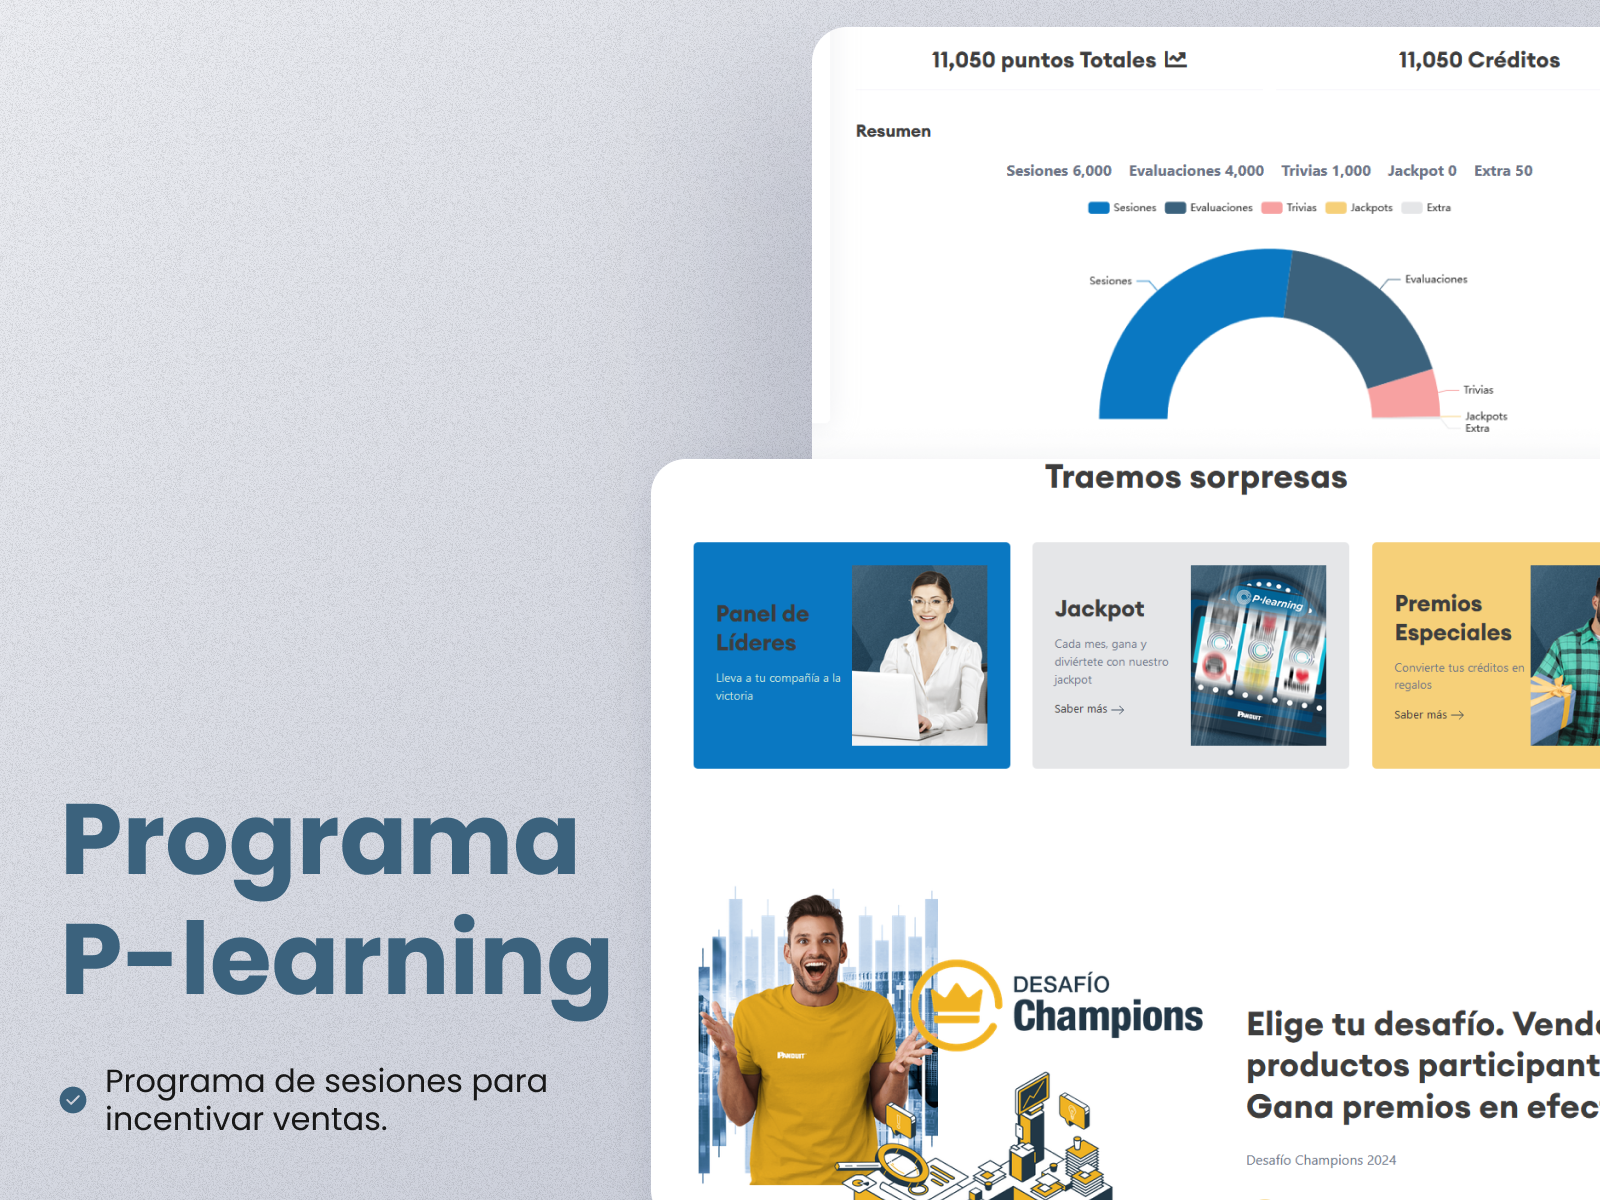 11,050 puntos Totales
11,050 Créditos
Resumen
Sesiones 6,000 Evaluaciones 4,000 Trivias 1,000 Jackpot 0 Extra 50
Sesiones Evaluaciones Trivias Jackpots Extra
Sesiones
Evaluaciones
Trivias
Jackpots
Extra
Traemos sorpresas
Panel de
Líderes
Lleva a tu compañía a la
victoria
Jackpot
Cada mes, gana y
diviértete con nuestro
jackpot
Saber más
P-learning
PANDUIT
Premios
Especiales
Convierte tus créditos en
regalos
Saber más
Programa
P-learning
Programa de sesiones para
incentivar ventas.
PANDUIT
DESAFÍO
Champions
Elige tu desafío. Vend
productos participant
Gana premios en efec
Desafío Champions 2024